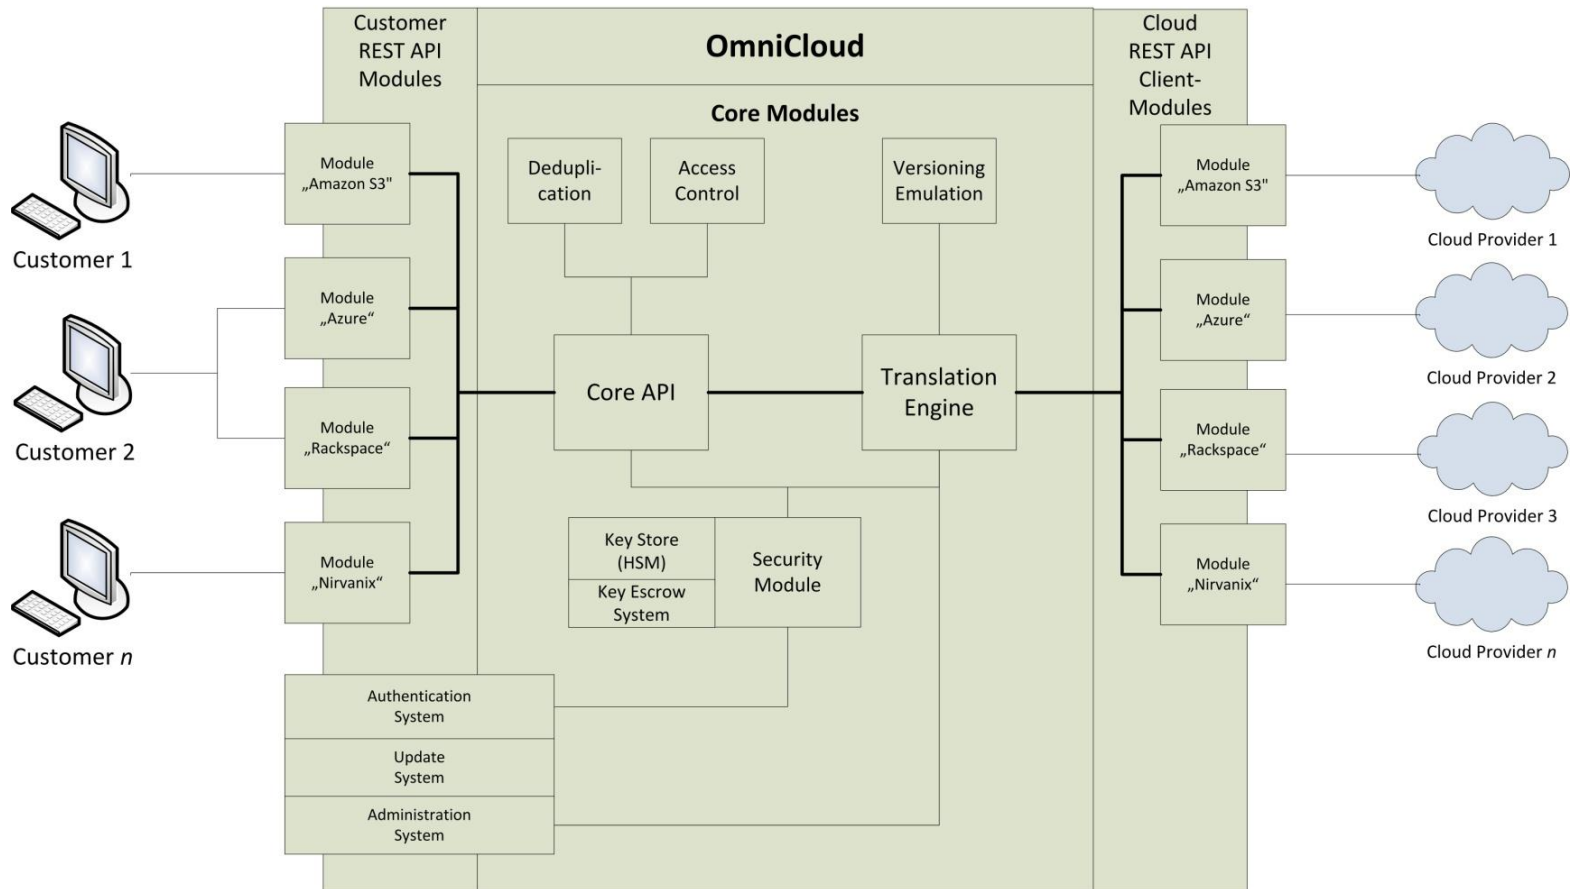 Customer
REST API
Modules
OmniCloud
Cloud
REST API
Client-
Modules
Core Modules
Customer 1
Customer 2
Customer n
Module
„Amazon S3"
Module
„Azure“
Module
„Rackspace“
Module
„Nirvanix“
Dedupli-
cation
Access
Control
Versioning
Emulation
Core API
Translation
Engine
Key Store
(HSM)
Key Escrow
System
Security
Module
Authentication
System
Update
System
Administration
System
Module
„Amazon S3"
Module
„Azure“
Module
„Rackspace“
Module
„Nirvanix“
Cloud Provider 1
Cloud Provider 2
Cloud Provider 3
Cloud Provider n